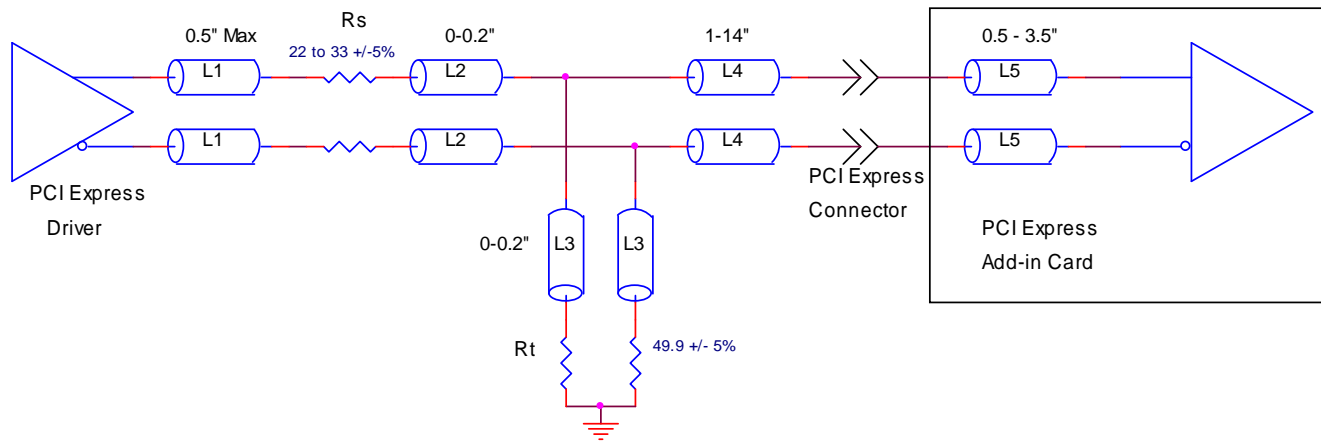 Rs
0.5" Max
22 to 33 +/-5%
0-0.2"
1-14"
0.5 - 3.5"
L1
L2
L4
L5
L1
L2
L4
L5
PCI Express
Driver
PCI Express
Connector
0-0.2"
L3
L3
PCI Express
Add-in Card
Rt
49.9 +/- 5%